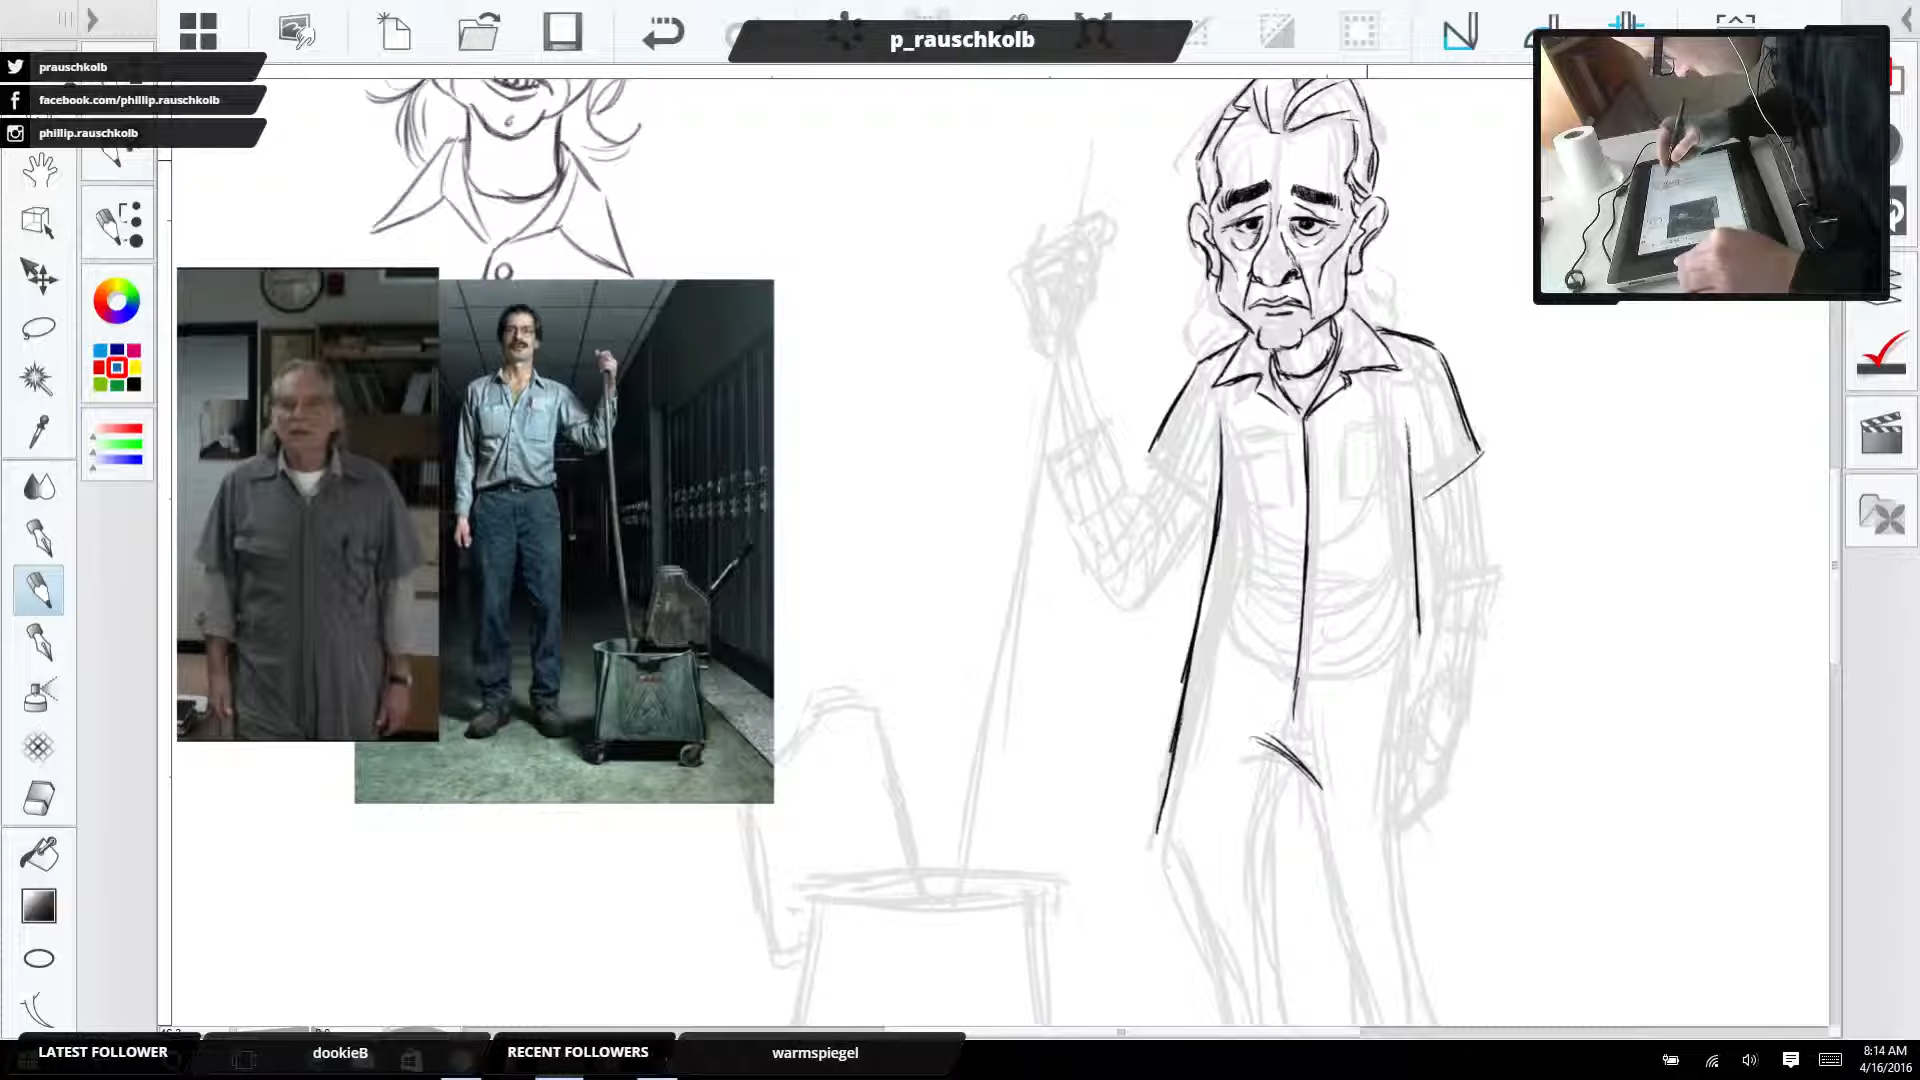 p_rauschkolb
prauschkolb
facebook.com/phillip.rauschkolb
phillip.rauschkolb
LATEST FOLLOWER
dookieB
RECENT FOLLOWERS
warmspiegel
8:14 AM
4/16/2016